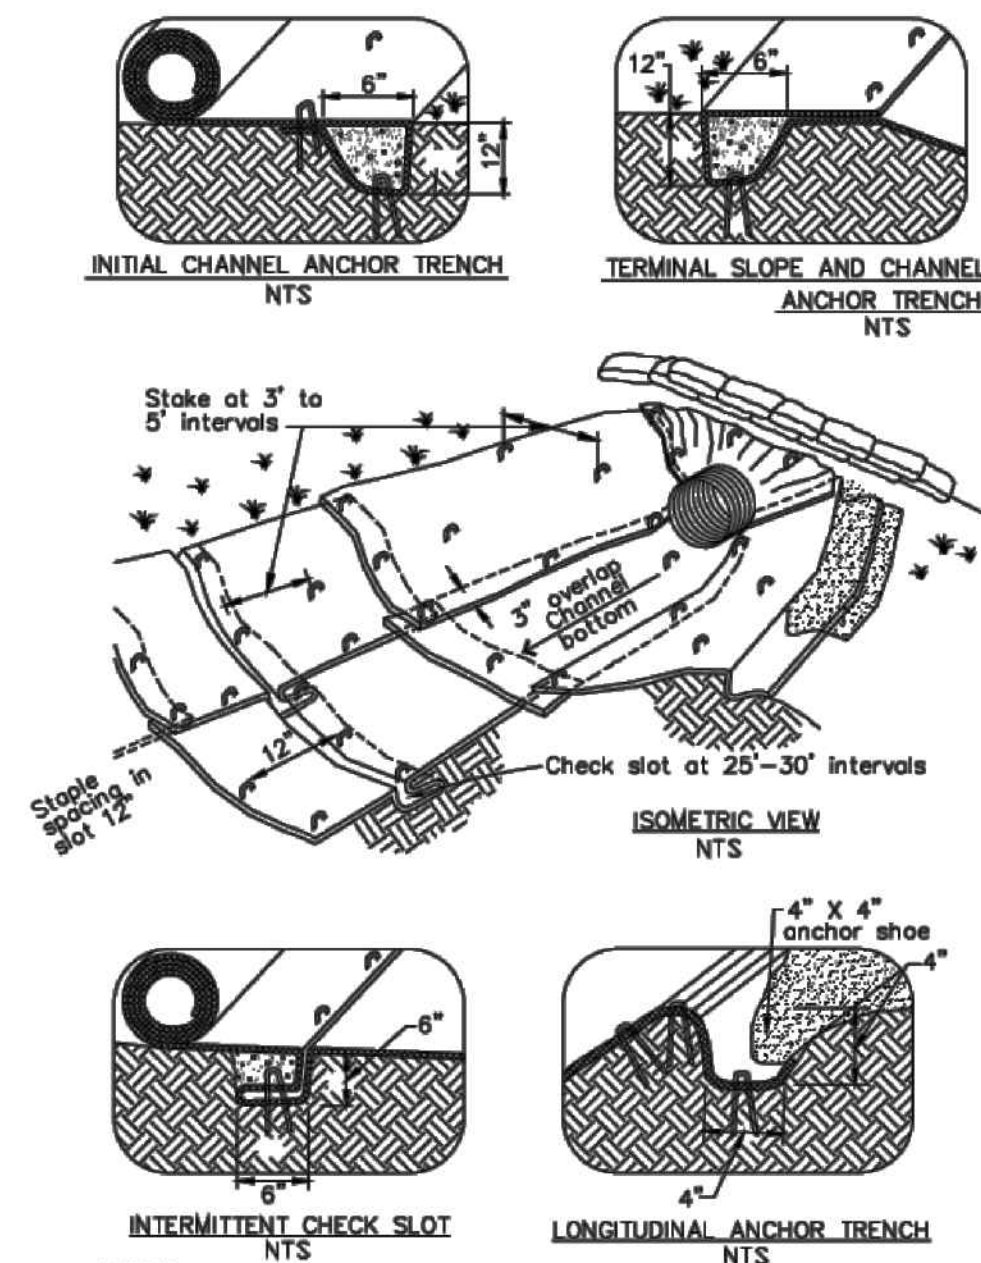 6"
12"
INITIAL CHANNEL ANCHOR TRENCH
NTS
12"
6"
TERMINAL SLOPE AND CHANNEL
ANCHOR TRENCH
NTS
Stake at 3' to
5' intervals
3" overlap
Channel
bottom
12"
Staple
spacing in
slot 12"
Check slot at 25'-30' intervals
ISOMETRIC VIEW
NTS
6"
6"
INTERMITTENT CHECK SLOT
NTS
4" X 4"
anchor shoe
4"
4"
LONGITUDINAL ANCHOR TRENCH
NTS